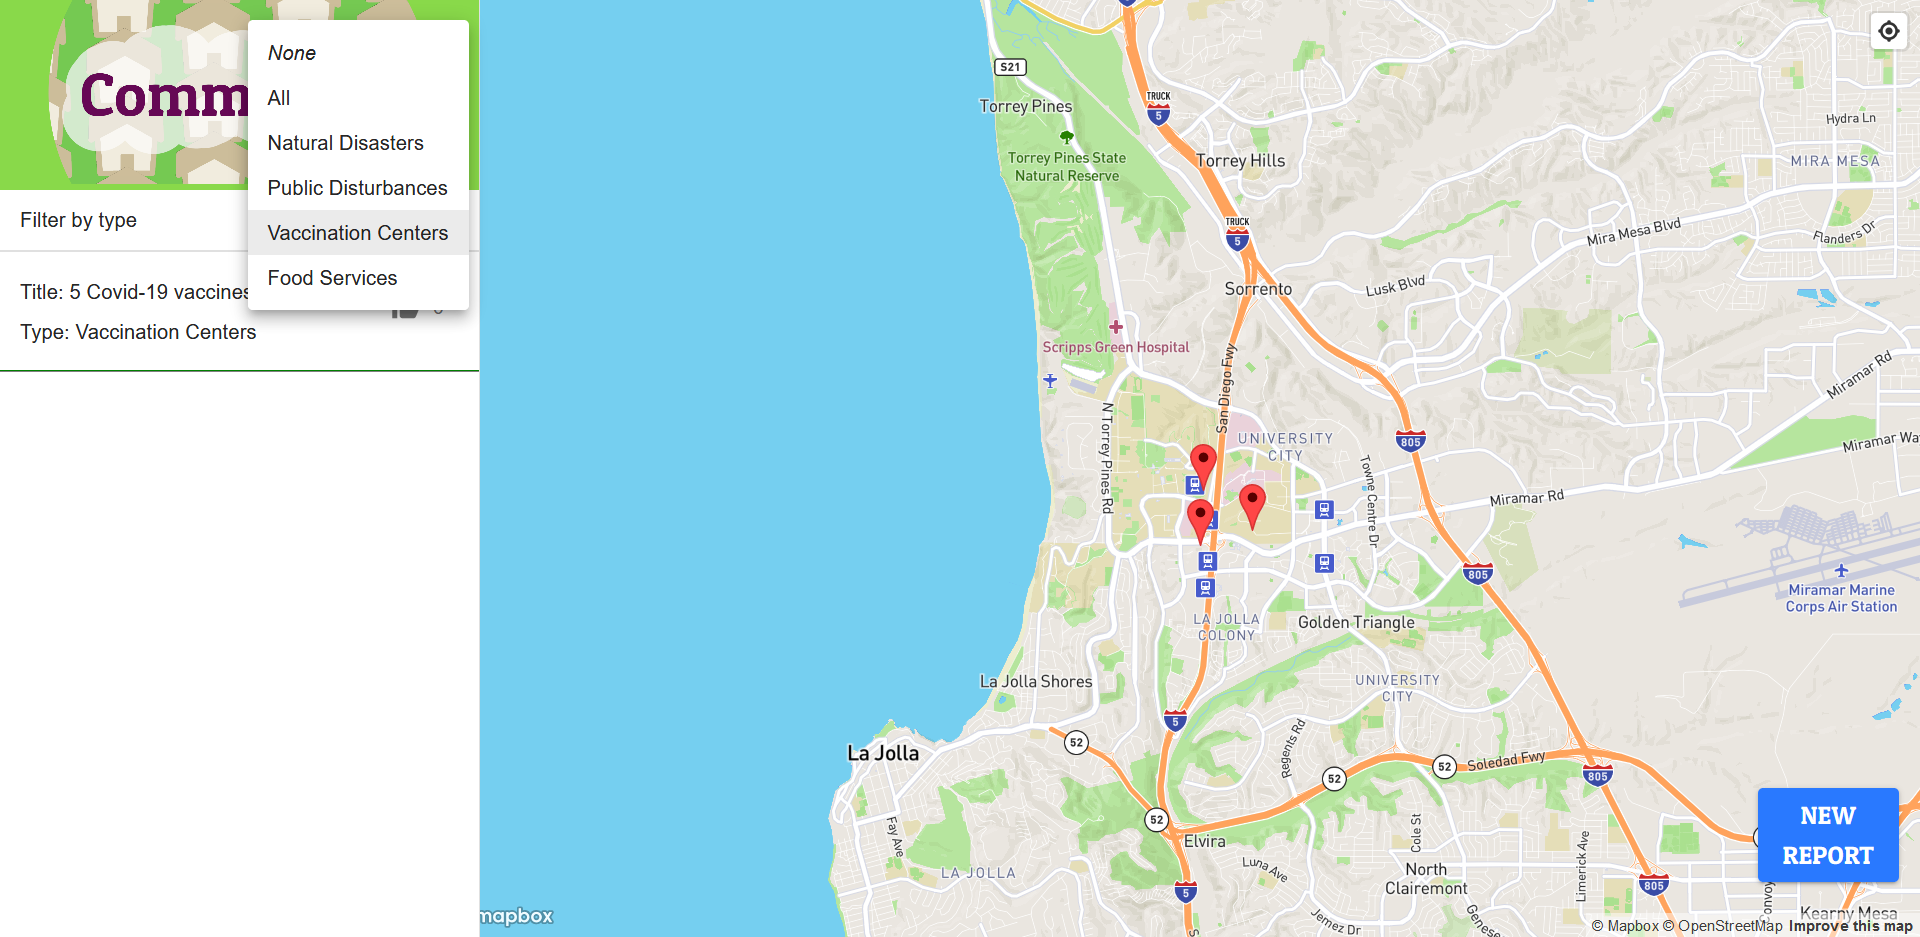 Comm
None
All
Natural Disasters
Public Disturbances
Vaccination Centers
Food Services
Filter by type
Title: 5 Covid-19 vaccines
Type: Vaccination Centers
S21
Torrey Pines
Torrey Pines State
Natural Reserve
TRUCK
5
Torrey Hills
TRUCK
5
Sorrento
Hydra Ln
MIRA MESA
Mira Mesa Blvd
Flanders Dr
Lusk Blvd
Scripps Green Hospital
San Diego Fwy
N Torrey Pines Rd
UNIVERSITY
CITY
805
Miramar Rd
Miramar Wa
Towne Centre Dr
Miramar Rd
805
Miramar Marine
Corps Air Station
LA JOLLA
COLONY
Golden Triangle
La Jolla Shores
UNIVERSITY
CITY
5
52
La Jolla
Regents Rd
52
52
Soledad Fwy
805
NEW
REPORT
52
Elvira
Fay Ave
LA JOLLA
Luna Ave
Cole St
Limerick Ave
North
Clairemont
5
805
Convoy
Jemez Dr
Genese
Kearny Mesa
mapbox
© Mapbox © OpenStreetMap Improve this map